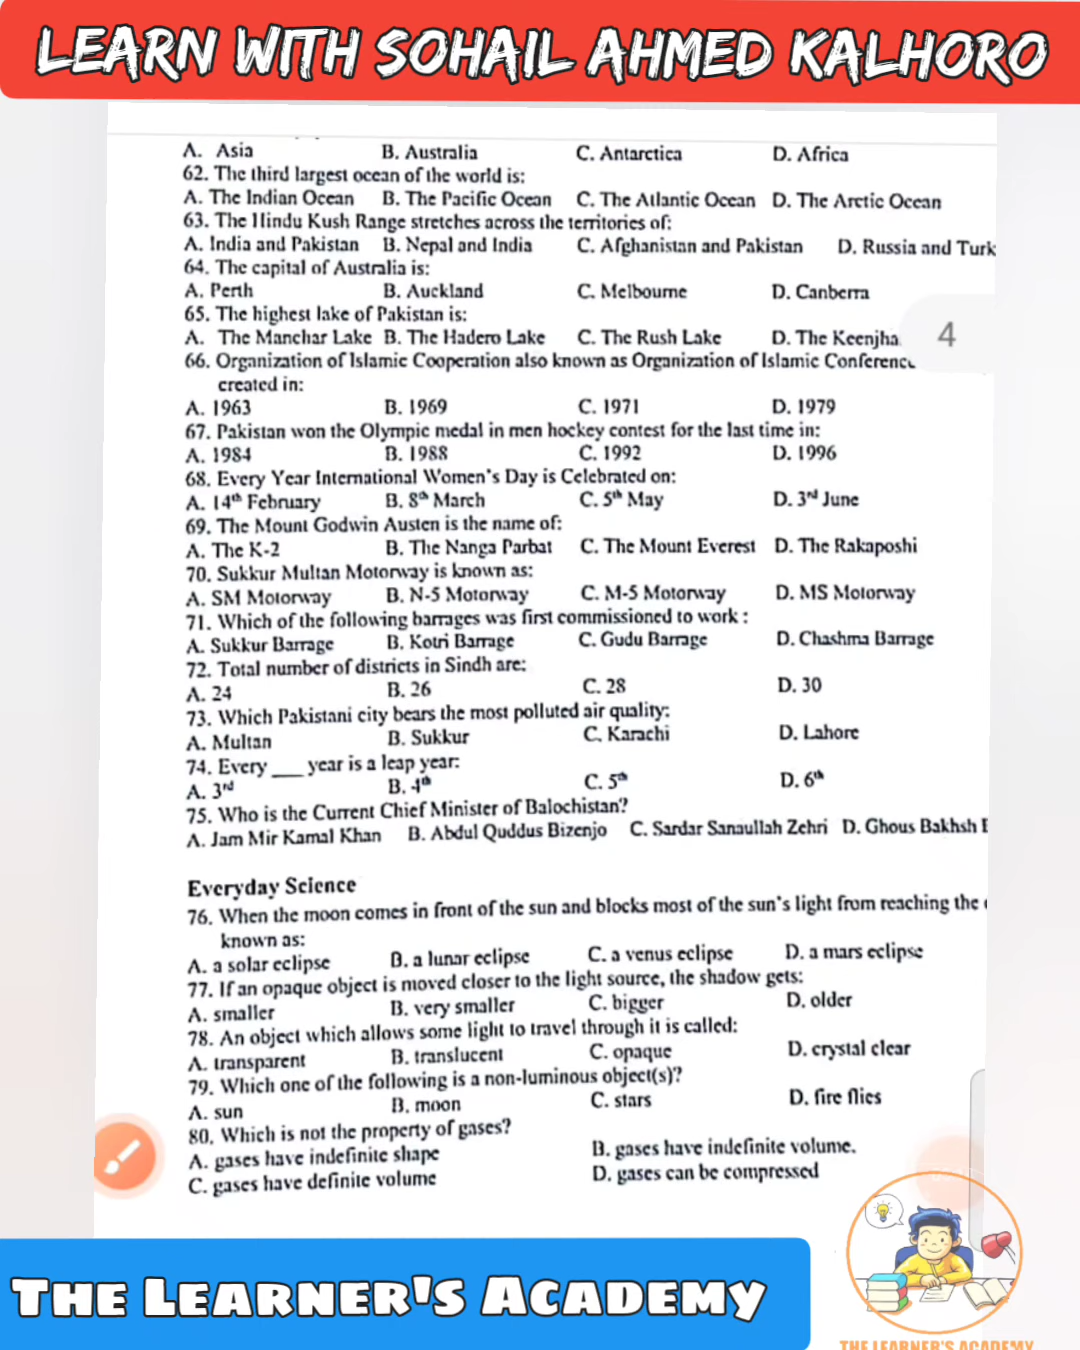 LEARN WITH SOHAIL AHMED KALHORO
A. Asia B. Australia C. Antarctica D. Africa
62. The third largest ocean of the world is:
A. The Indian Ocean B. The Pacific Ocean C. The Atlantic Ocean D. The Arctic Ocean
63. The Hindu Kush Range stretches across the territories of:
A. India and Pakistan B. Nepal and India C. Afghanistan and Pakistan D. Russia and Turk
64. The capital of Australia is:
A. Perth B. Auckland C. Melbourne D. Canberra
65. The highest lake of Pakistan is:
A. The Manchar Lake B. The Hadero Lake C. The Rush Lake D. The Keenjha
4
66. Organization of Islamic Cooperation also known as Organization of Islamic Conference
created in:
A. 1963 B. 1969 C. 1971 D. 1979
67. Pakistan won the Olympic medal in men hockey contest for the last time in:
A. 1984 B. 1988 C. 1992 D. 1996
68. Every Year International Women's Day is Celebrated on:
A. 14th February B. 8th March C. 5th May D. 3rd June
69. The Mount Godwin Austen is the name of:
A. The K-2 B. The Nanga Parbat C. The Mount Everest D. The Rakaposhi
70. Sukkur Multan Motorway is known as:
A. SM Motorway B. N-5 Motorway C. M-5 Motorway D. MS Motorway
71. Which of the following barrages was first commissioned to work :
A. Sukkur Barrage B. Kotri Barrage C. Gudu Barrage D. Chashma Barrage
72. Total number of districts in Sindh are:
A. 24 B. 26 C. 28 D. 30
73. Which Pakistani city bears the most polluted air quality:
A. Multan B. Sukkur C. Karachi D. Lahore
74. Every ___ year is a leap year:
A. 3rd B. 4th C. 5th D. 6th
75. Who is the Current Chief Minister of Balochistan?
A. Jam Mir Kamal Khan B. Abdul Quddus Bizenjo C. Sardar Sanaullah Zehri D. Ghous Bakhsh
Everyday Science
76. When the moon comes in front of the sun and blocks most of the sun's light from reaching the
known as:
A. a solar eclipse B. a lunar eclipse C. a venus eclipse D. a mars eclipse
77. If an opaque object is moved closer to the light source, the shadow gets:
A. smaller B. very smaller C. bigger D. older
78. An object which allows some light to travel through it is called:
A. transparent B. translucent C. opaque D. crystal clear
79. Which one of the following is a non-luminous object(s)?
A. sun B. moon C. stars D. fire flies
80. Which is not the property of gases?
A. gases have indefinite shape B. gases have indefinite volume.
C. gases have definite volume D. gases can be compressed
The Learner's Academy
THE LEARNER'S ACADEMY